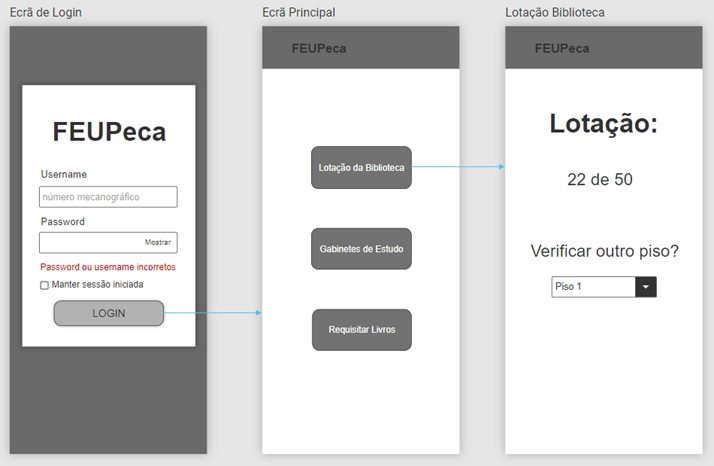 Ecrã de Login
FEUPeca
Username
número mecanográfico
Password
Mostrar
Password ou username incorretos
Manter sessão iniciada
LOGIN
Ecrã Principal
FEUPeca
Lotação da Biblioteca
Gabinetes de Estudo
Requisitar Livros
Lotação Biblioteca
FEUPeca
Lotação:
22 de 50
Verificar outro piso?
Piso 1